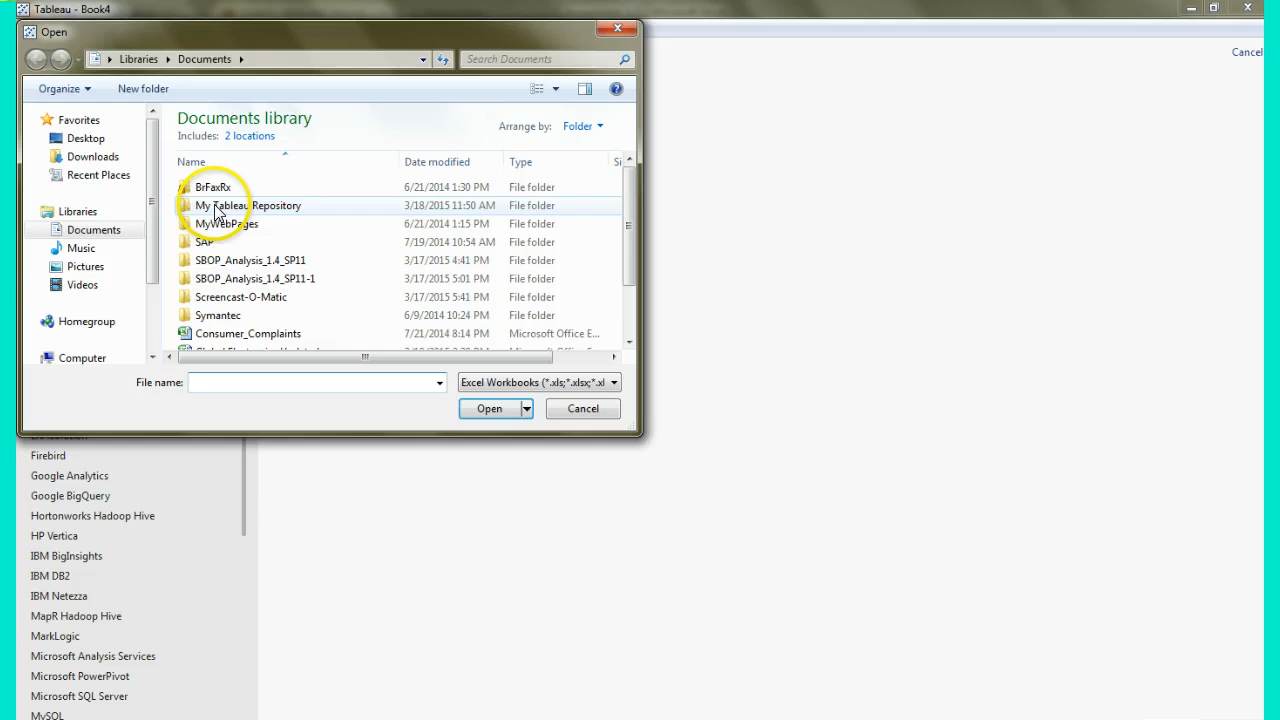 Tableau - Book4
Open
Libraries Documents
Search Documents
Organize
New folder
Cancel
Favorites
Desktop
Downloads
Recent Places
Libraries
Documents
Music
Pictures
Videos
Homegroup
Computer
Documents library
Includes: 2 locations
Arrange by: Folder
Name Date modified Type Si
BrFaxRx 6/21/2014 1:30 PM File folder
My Tableau Repository 3/18/2015 11:50 AM File folder
MyWebPages 6/21/2014 1:15 PM File folder
SAP 7/19/2014 10:54 AM File folder
SBOP_Analysis_1.4_SP11 3/17/2015 4:41 PM File folder
SBOP_Analysis_1.4_SP11-1 3/17/2015 5:01 PM File folder
Screencast-O-Matic 3/17/2015 5:41 PM File folder
Symantec 6/9/2014 10:24 PM File folder
Consumer_Complaints 7/21/2014 8:14 PM Microsoft Office E...
File name:
Excel Workbooks (*.xls;*.xlsx;*.xl
Open
Cancel
Firebird
Google Analytics
Google BigQuery
Hortonworks Hadoop Hive
HP Vertica
IBM BigInsights
IBM DB2
IBM Netezza
MapR Hadoop Hive
MarkLogic
Microsoft Analysis Services
Microsoft PowerPivot
Microsoft SQL Server
MySQL